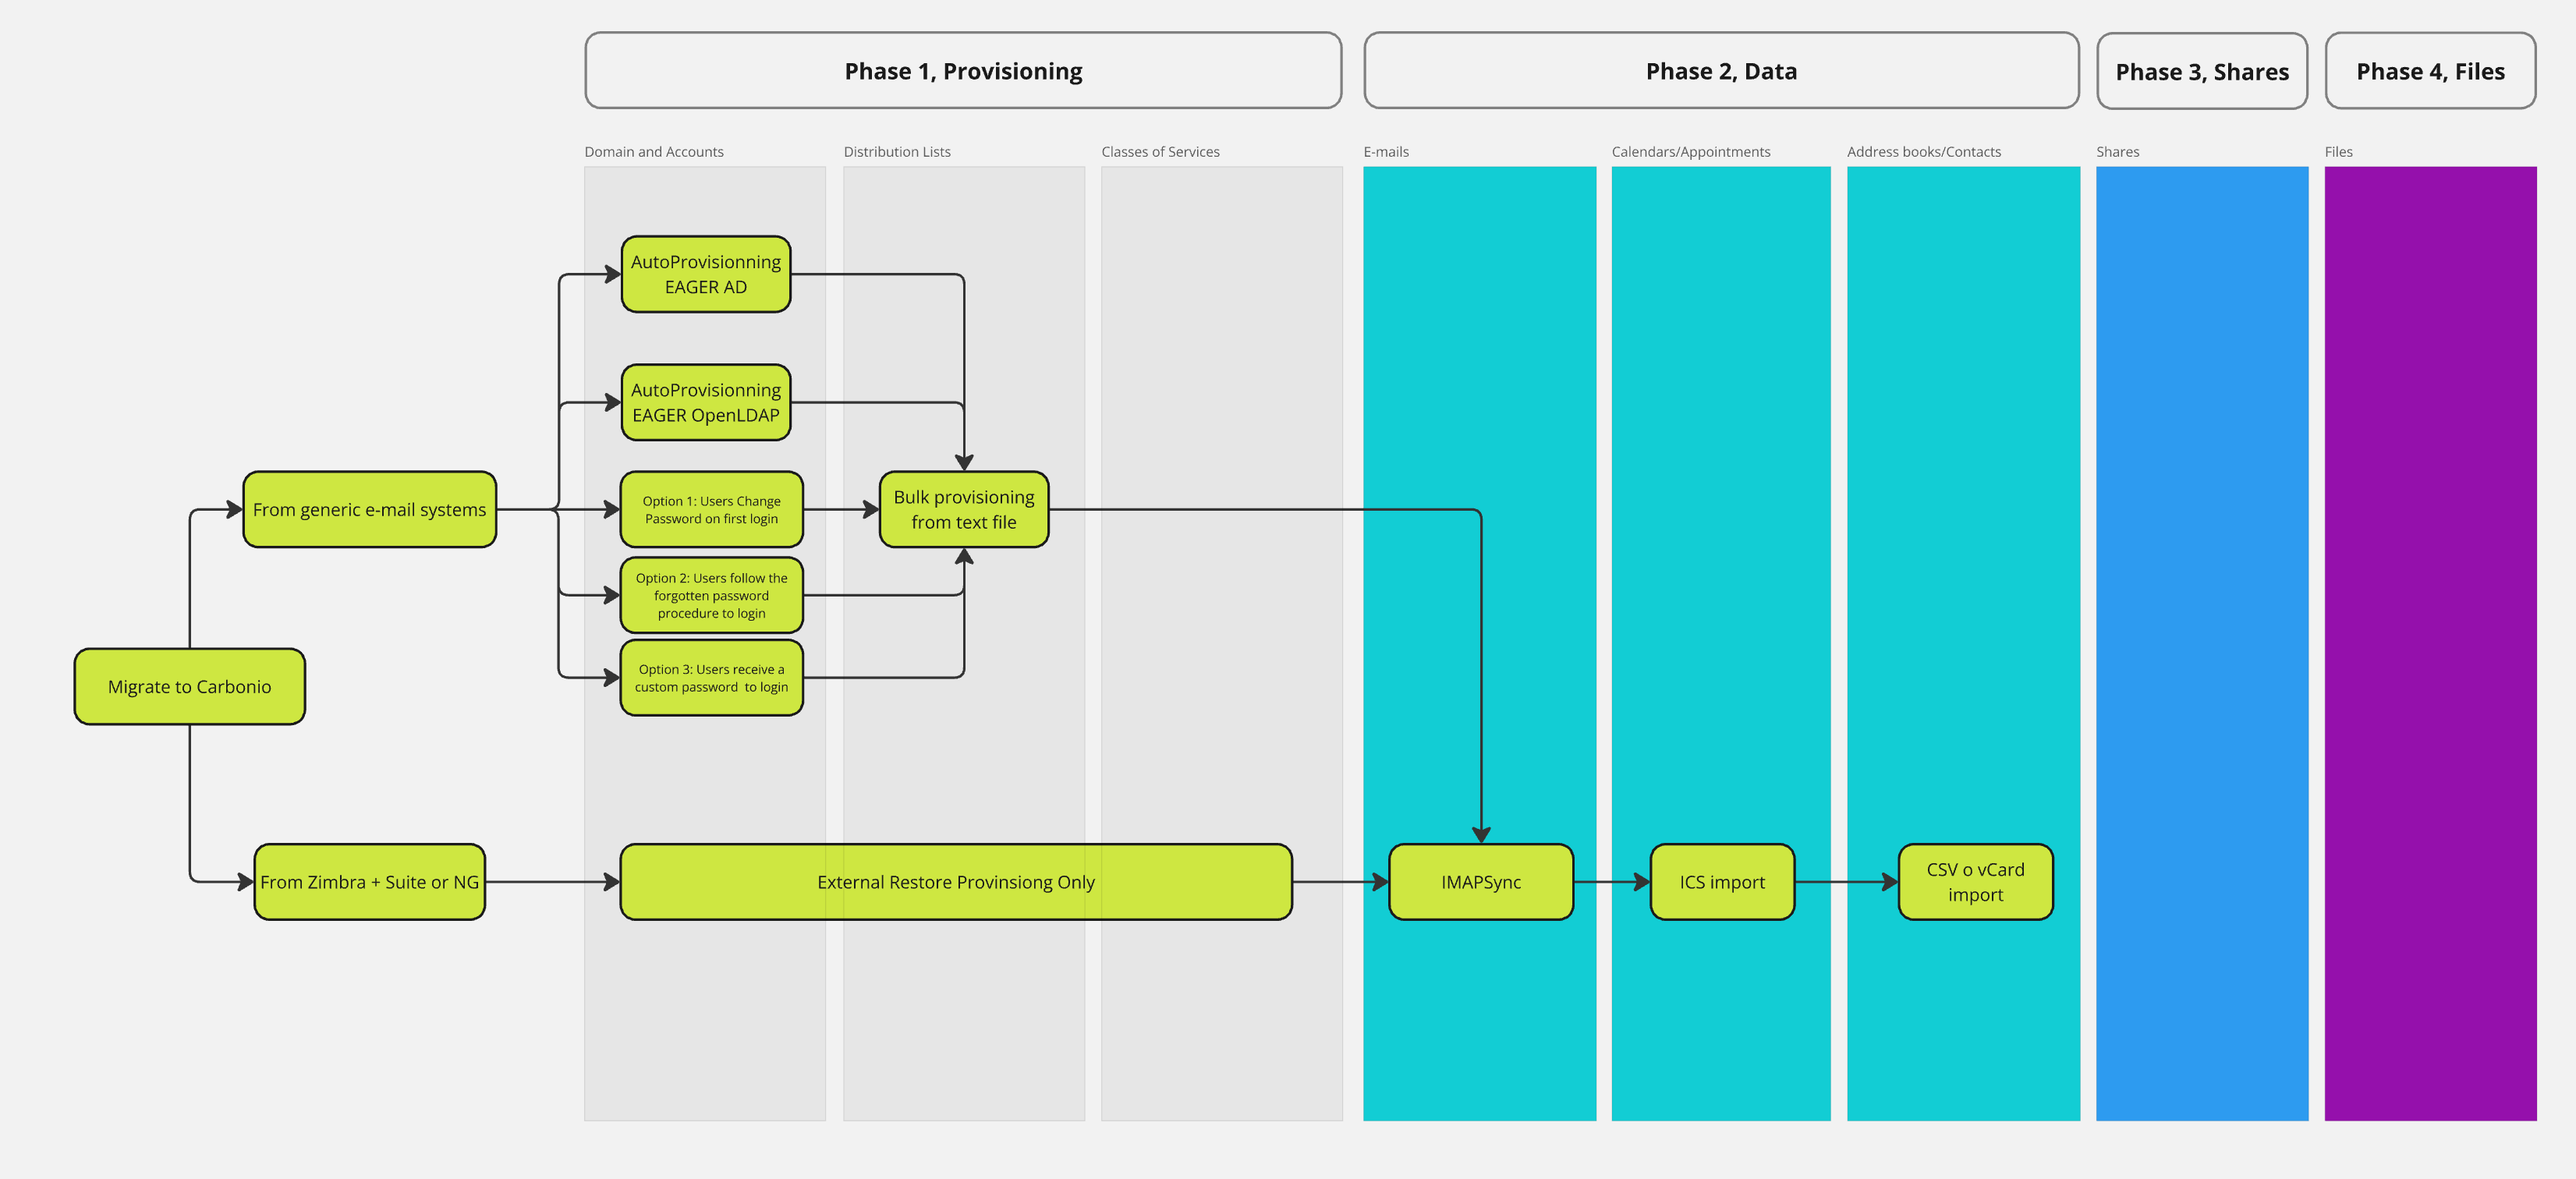 Phase 1, Provisioning
Phase 2, Data
Phase 3, Shares
Phase 4, Files
Domain and Accounts
Distribution Lists
Classes of Services
E-mails
Calendars/Appointments
Address books/Contacts
Shares
Files
AutoProvisionning
EAGER AD
AutoProvisionning
EAGER OpenLDAP
From generic e-mail systems
Option 1: Users Change
Password on first login
Bulk provisioning
from text file
Option 2: Users follow the
forgotten password
procedure to login
Option 3: Users receive a
custom password  to login
Migrate to Carbonio
From Zimbra + Suite or NG
External Restore Provinsiong Only
IMAPSync
ICS import
CSV o vCard
import